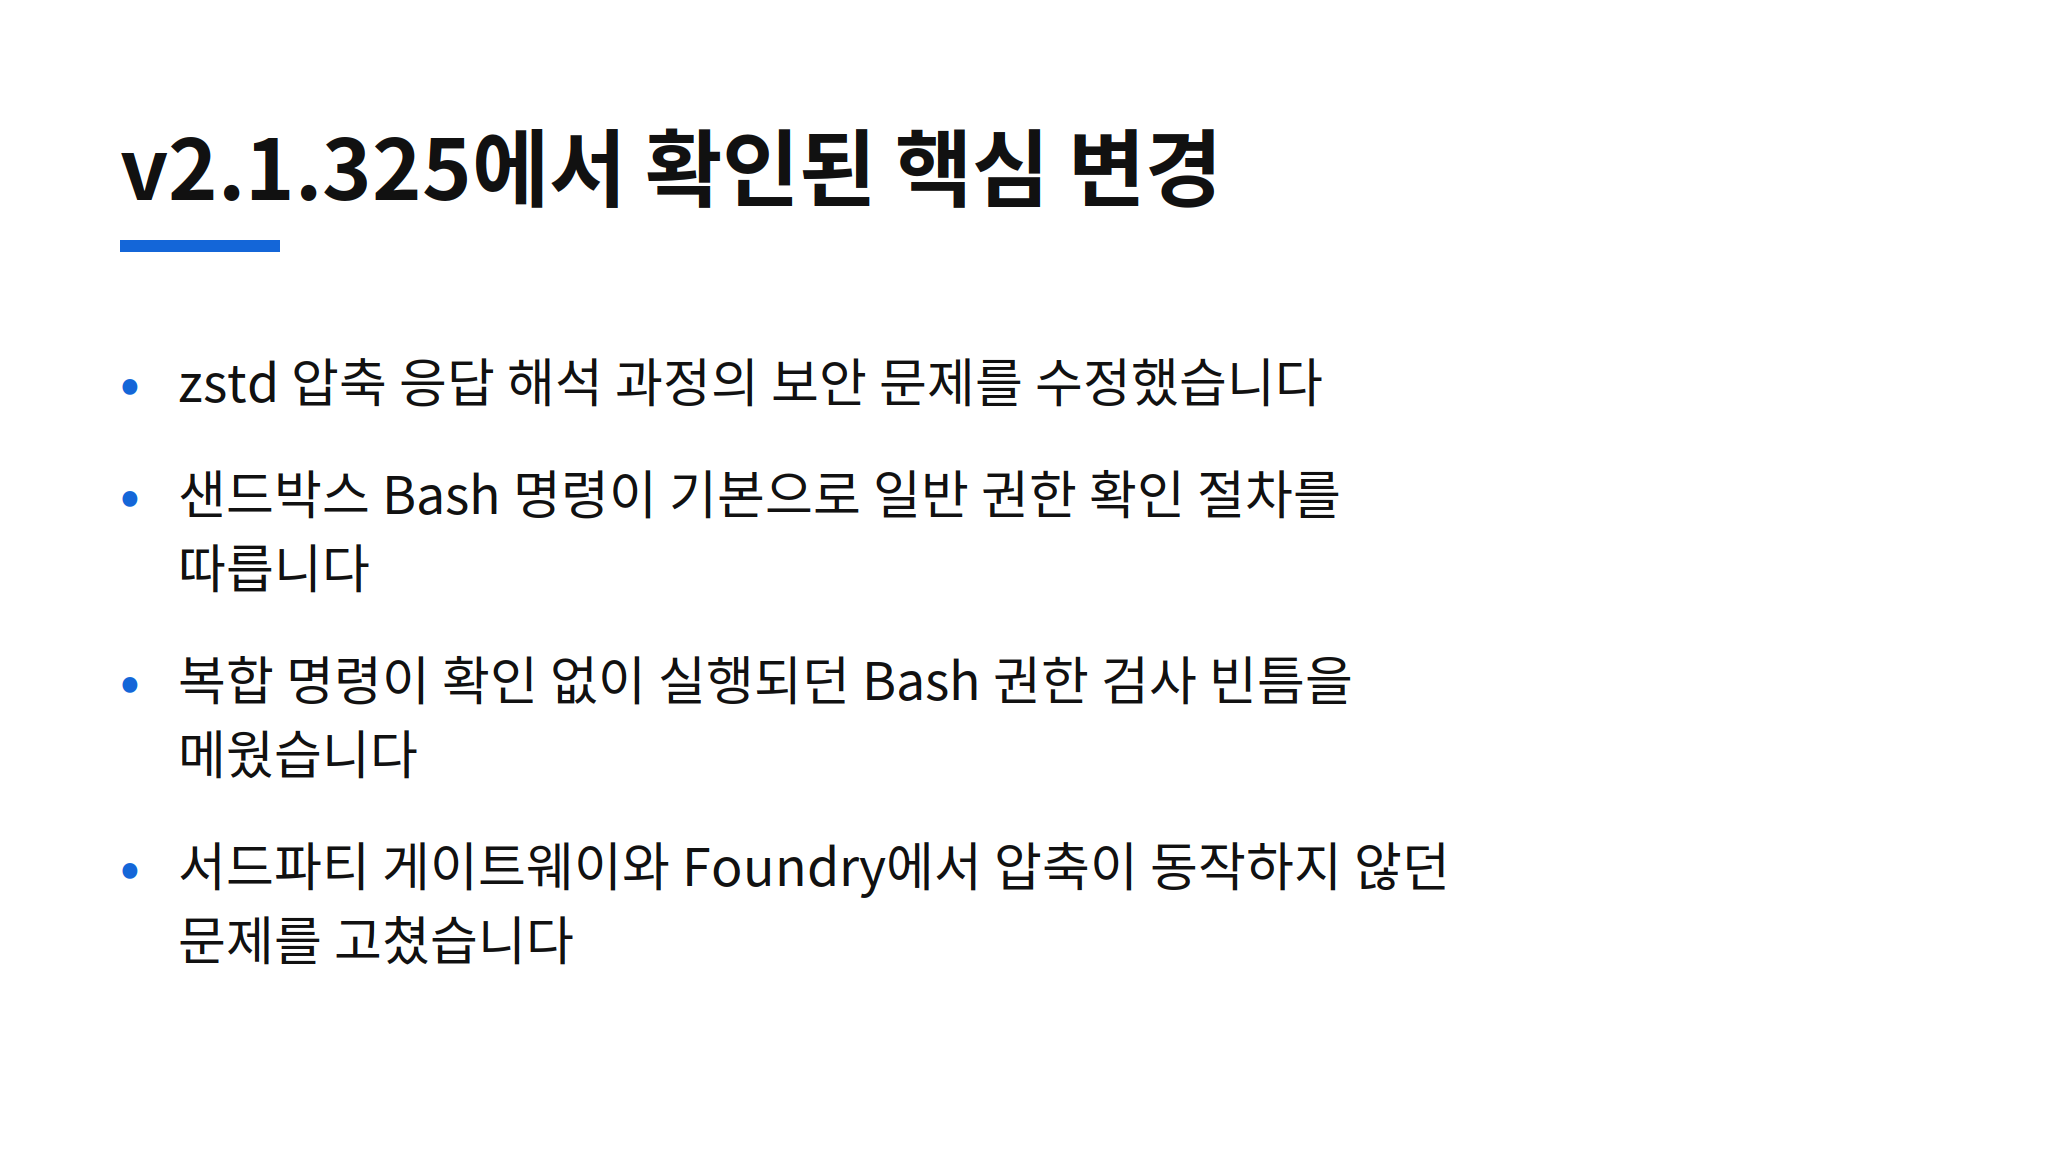 v2.1.325에서 확인된 핵심 변경
• zstd 압축 응답 해석 과정의 보안 문제를 수정했습니다
• 샌드박스 Bash 명령이 기본으로 일반 권한 확인 절차를
따릅니다
• 복합 명령이 확인 없이 실행되던 Bash 권한 검사 빈틈을
메웠습니다
• 서드파티 게이트웨이와 Foundry에서 압축이 동작하지 않던
문제를 고쳤습니다